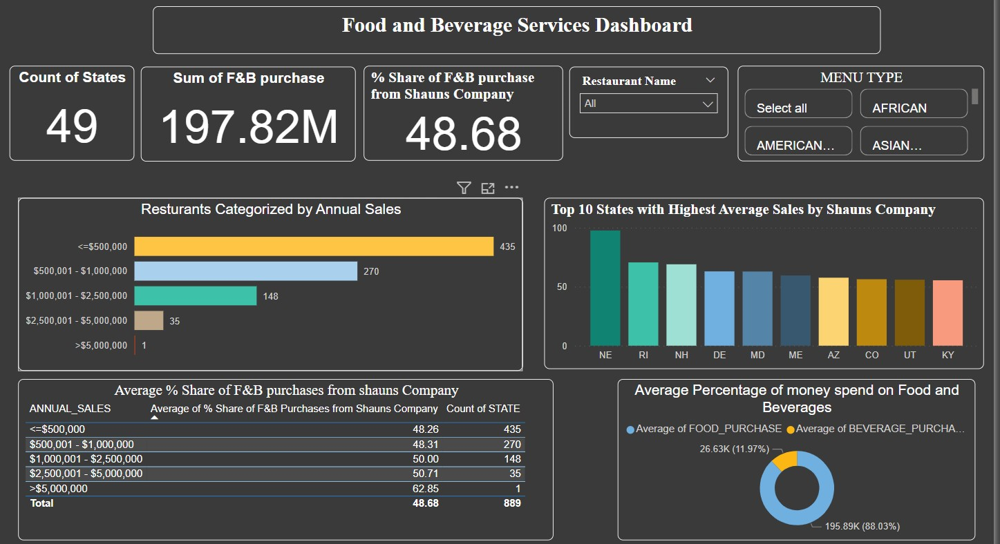 Food and Beverage Services Dashboard
Count of States
49
Sum of F&B purchase
197.82M
% Share of F&B purchase
from Shauns Company
48.68
Restaurant Name
All
MENU TYPE
Select all
AFRICAN
AMERICAN...
ASIAN...
Resturants Categorized by Annual Sales
<=$500,000 435
$500,001 - $1,000,000 270
$1,000,001 - $2,500,000 148
$2,500,001 - $5,000,000 35
>$5,000,000 1
Top 10 States with Highest Average Sales by Shauns Company
100
50
0
NE RI NH DE MD ME AZ CO UT KY
Average % Share of F&B purchases from shauns Company
ANNUAL_SALES Average of % Share of F&B Purchases from Shauns Company Count of STATE
<=$500,000 48.26 435
$500,001 - $1,000,000 48.31 270
$1,000,001 - $2,500,000 50.00 148
$2,500,001 - $5,000,000 50.71 35
>$5,000,000 62.85 1
Total 48.68 889
Average Percentage of money spend on Food and
Beverages
Average of FOOD_PURCHASE Average of BEVERAGE_PURCHA...
26.63K (11.97%)
195.89K (88.03%)